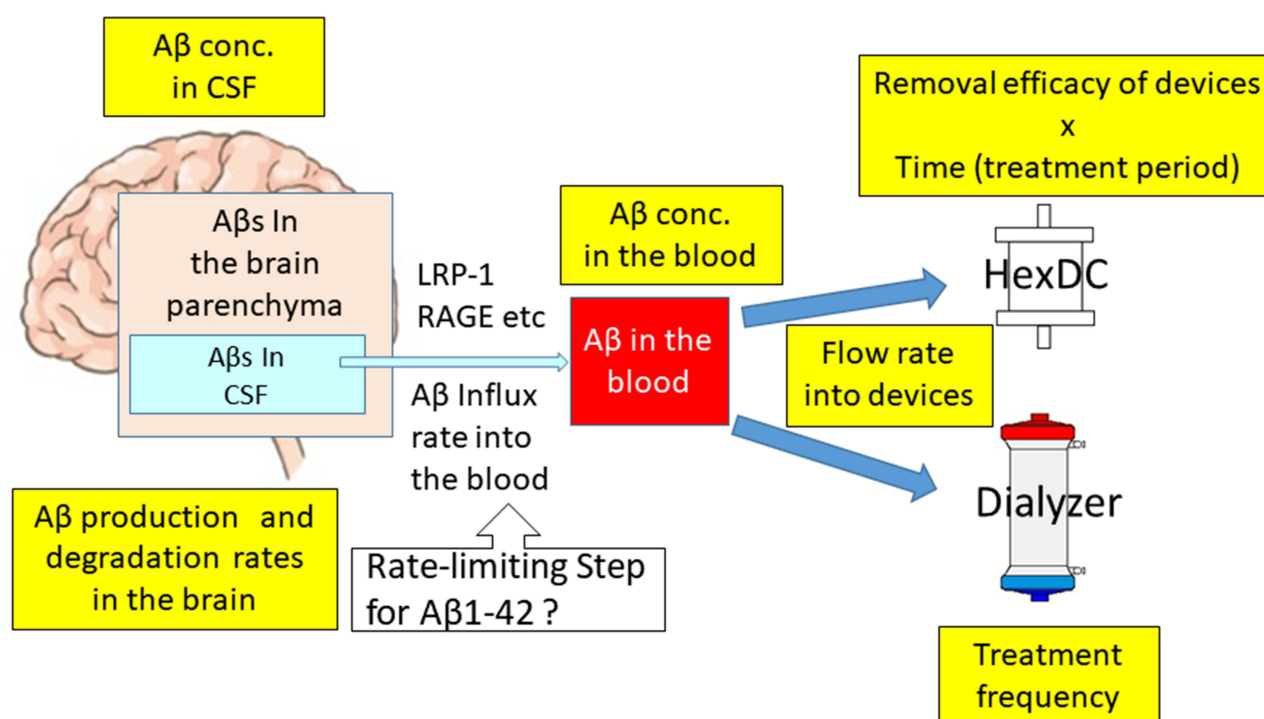 Aβ conc.
in CSF
Removal efficacy of devices
x
Time (treatment period)
Aβs In
the brain
parenchyma
Aβs In
CSF
LRP-1
RAGE etc
Aβ Influx
rate into
the blood
Aβ conc.
in the blood
Aβ in the
blood
HexDC
Flow rate
into devices
Dialyzer
Aβ production and
degradation rates
in the brain
Rate-limiting Step
for Aβ1-42 ?
Treatment
frequency